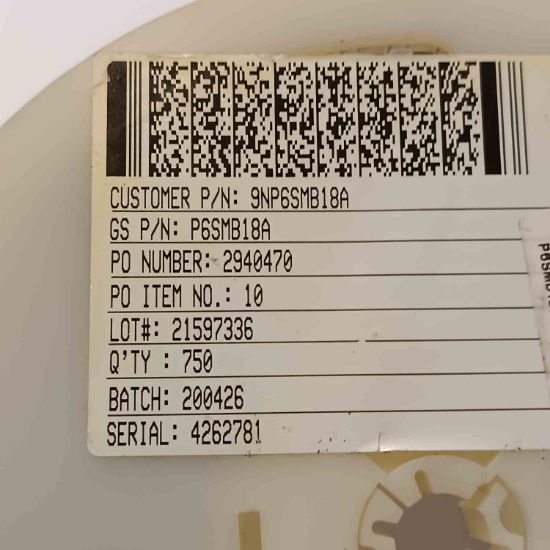 CUSTOMER P/N: 9NP6SMB18A
GS P/N: P6SMB18A
PO NUMBER: 2940470
PO ITEM NO.: 10
LOT#: 21597336
Q'TY : 750
BATCH: 200426
SERIAL: 4262781